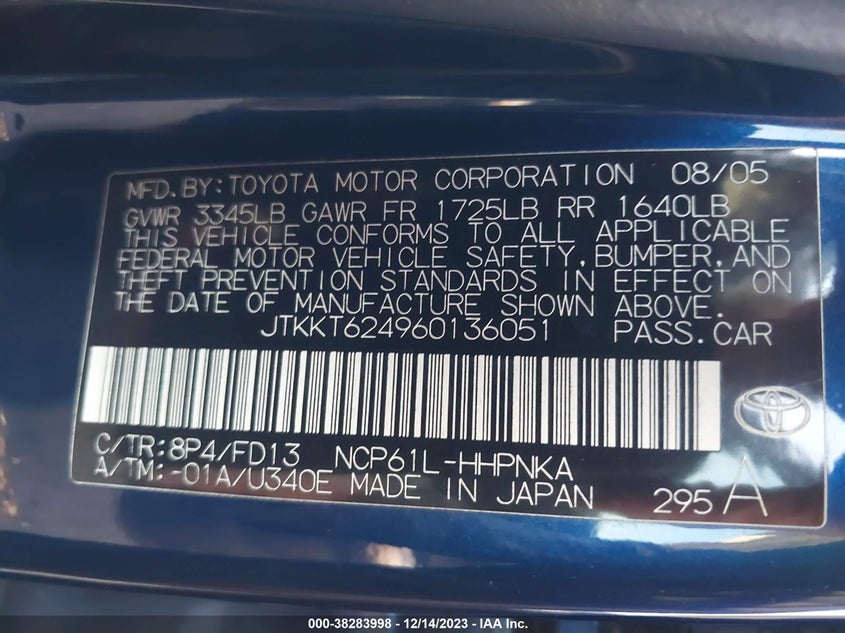 MFD. BY: TOYOTA MOTOR CORPORATION 08/05
GVWR 3345LB GAWR FR 1725LB RR 1640LB
THIS VEHICLE CONFORMS TO ALL APPLICABLE
FEDERAL MOTOR VEHICLE SAFETY, BUMPER, AND
THEFT PREVENTION STANDARDS IN EFFECT ON
THE DATE OF MANUFACTURE SHOWN ABOVE.
JTKKT624960136051 PASS. CAR
C/TR: 8P4/FD13 NCP61L-HHPNKA
A/TM: -01A/U340E MADE IN JAPAN 295 A
000-38283998 - 12/14/2023 - IAA Inc.